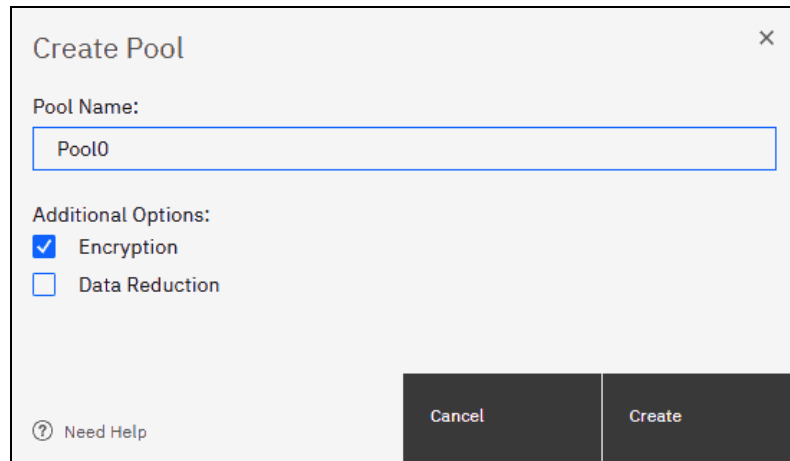 Create Pool
Pool Name:
Pool0
Additional Options:
Encryption
Data Reduction
Need Help
Cancel
Create